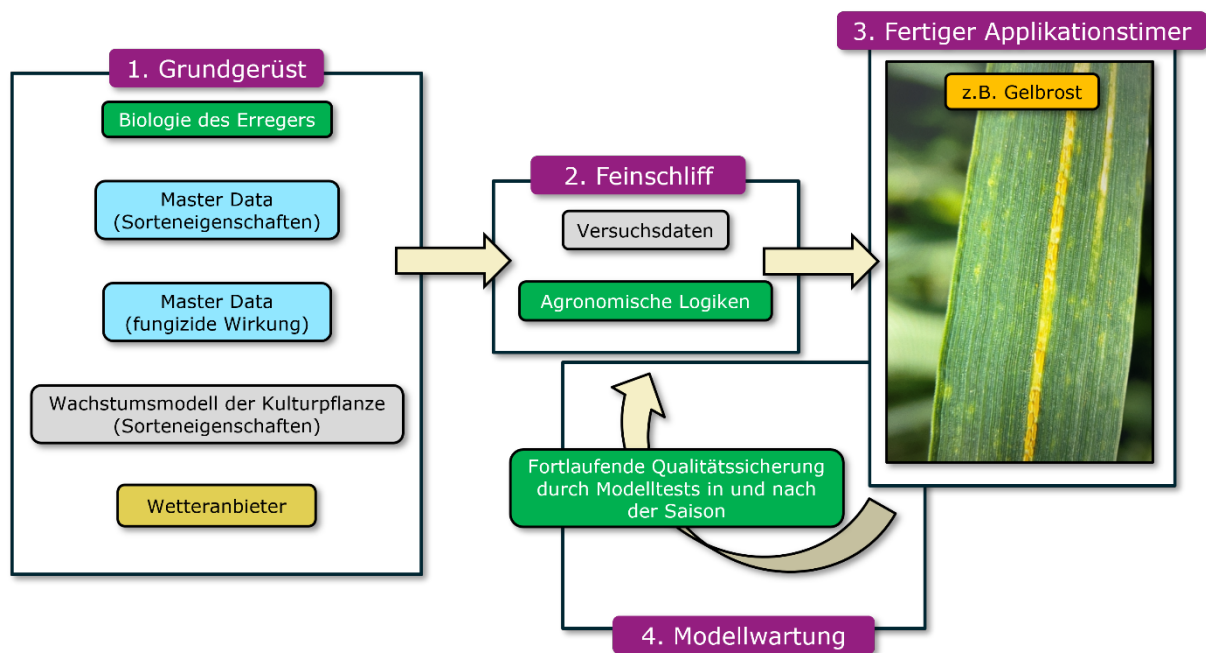 1. Grundgerüst
Biologie des Erregers
Master Data
(Sorteneigenschaften)
Master Data
(fungizide Wirkung)
Wachstumsmodell der Kulturpflanze
(Sorteneigenschaften)
Wetteranbieter
2. Feinschliff
Versuchsdaten
Agronomische Logiken
3. Fertiger Applikationstimer
z.B. Gelbrost
Fortlaufende Qualitätssicherung
durch Modelltests in und nach
der Saison
4. Modellwartung